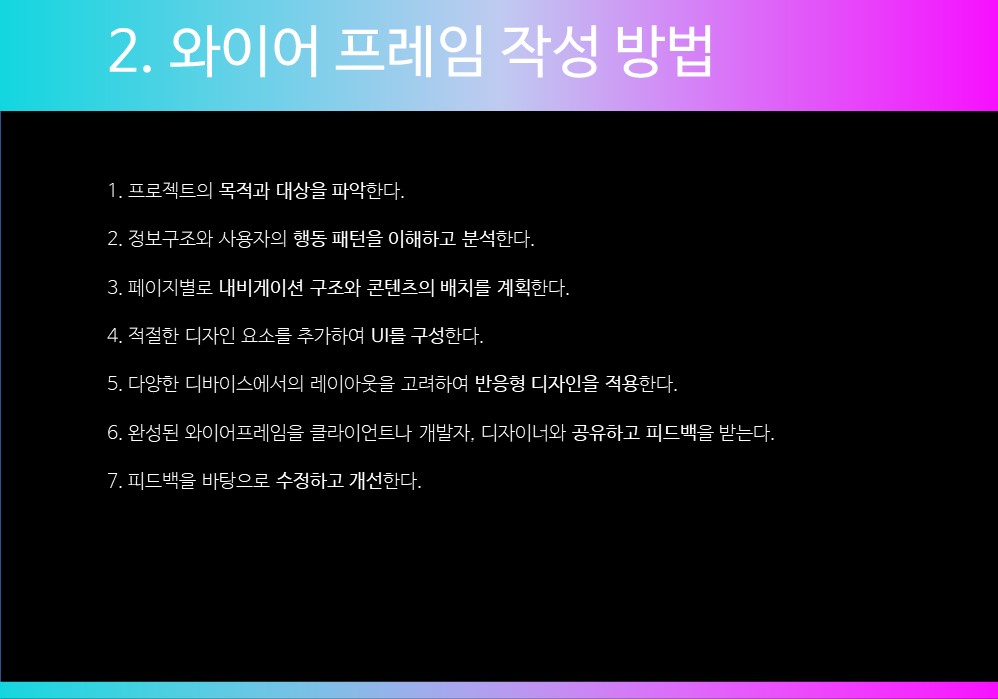 2. 와이어 프레임 작성 방법
1. 프로젝트의 목적과 대상을 파악한다.
2. 정보구조와 사용자의 행동 패턴을 이해하고 분석한다.
3. 페이지별로 내비게이션 구조와 콘텐츠의 배치를 계획한다.
4. 적절한 디자인 요소를 추가하여 UI를 구성한다.
5. 다양한 디바이스에서의 레이아웃을 고려하여 반응형 디자인을 적용한다.
6. 완성된 와이어프레임을 클라이언트나 개발자, 디자이너와 공유하고 피드백을 받는다.
7. 피드백을 바탕으로 수정하고 개선한다.